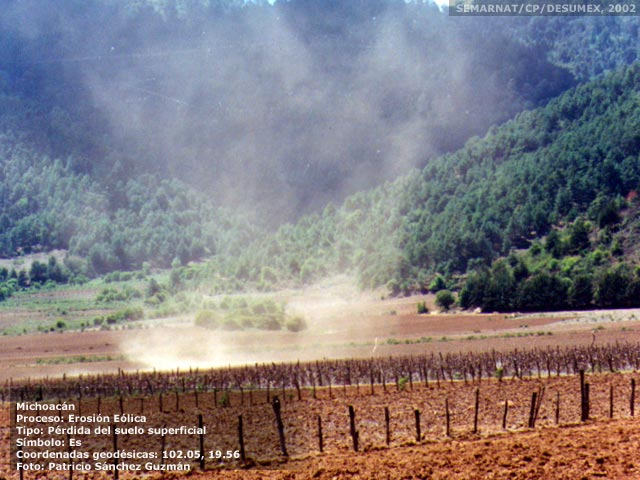 SEMARNAT/CP/DESUMEX, 2002
Michoacán
Proceso: Erosión Eólica
Tipo: Pérdida del suelo superficial
Símbolo: Es
Coordenadas geodésicas: 102.05, 19.56
Foto: Patricio Sánchez Guzmán